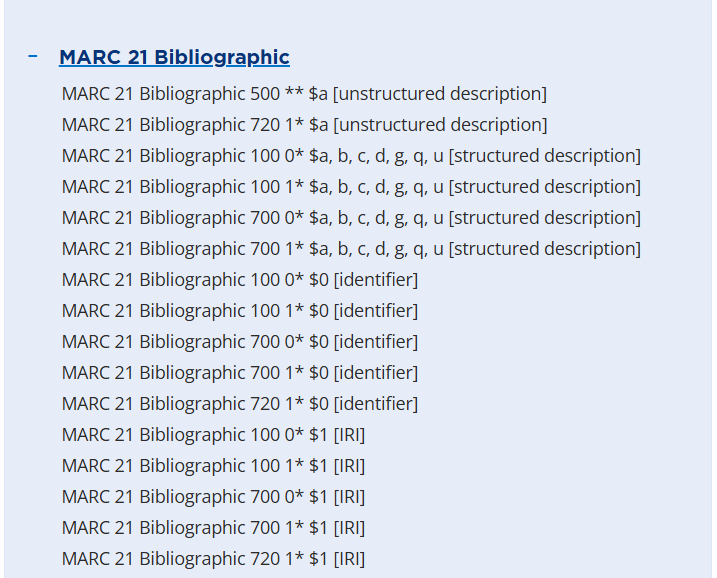 − MARC 21 Bibliographic
MARC 21 Bibliographic 500 ** $a [unstructured description]
MARC 21 Bibliographic 720 1* $a [unstructured description]
MARC 21 Bibliographic 100 0* $a, b, c, d, g, q, u [structured description]
MARC 21 Bibliographic 100 1* $a, b, c, d, g, q, u [structured description]
MARC 21 Bibliographic 700 0* $a, b, c, d, g, q, u [structured description]
MARC 21 Bibliographic 700 1* $a, b, c, d, g, q, u [structured description]
MARC 21 Bibliographic 100 0* $0 [identifier]
MARC 21 Bibliographic 100 1* $0 [identifier]
MARC 21 Bibliographic 700 0* $0 [identifier]
MARC 21 Bibliographic 700 1* $0 [identifier]
MARC 21 Bibliographic 720 1* $0 [identifier]
MARC 21 Bibliographic 100 0* $1 [IRI]
MARC 21 Bibliographic 100 1* $1 [IRI]
MARC 21 Bibliographic 700 0* $1 [IRI]
MARC 21 Bibliographic 700 1* $1 [IRI]
MARC 21 Bibliographic 720 1* $1 [IRI]